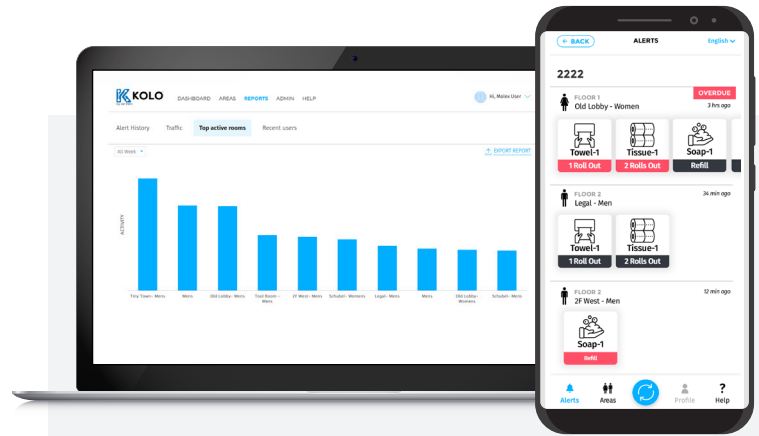 KOLO
DASHBOARD AREAS REPORTS ADMIN HELP
Hi, Molex User
Alert History Traffic Top active rooms Recent users
All Week
EXPORT REPORT
ACTIVITY
Tiny Town- Mens
Mens
Old Lobby- Mens
Tool Room - Mens
2F West- Mens
Schubel- Womens
Legal- Mens
Mens
Old Lobby- Womens
Schubel- Mens
← BACK
ALERTS
English
2222
OVERDUE
FLOOR 1
3 hrs ago
Old Lobby - Women
Towel-1
1 Roll Out
Tissue-1
2 Rolls Out
Soap-1
Refill
FLOOR 2
34 min ago
Legal - Men
Towel-1
1 Roll Out
Tissue-1
2 Rolls Out
FLOOR 2
12 min ago
2F West - Men
Soap-1
Refill
Alerts
Areas
Profile
? Help